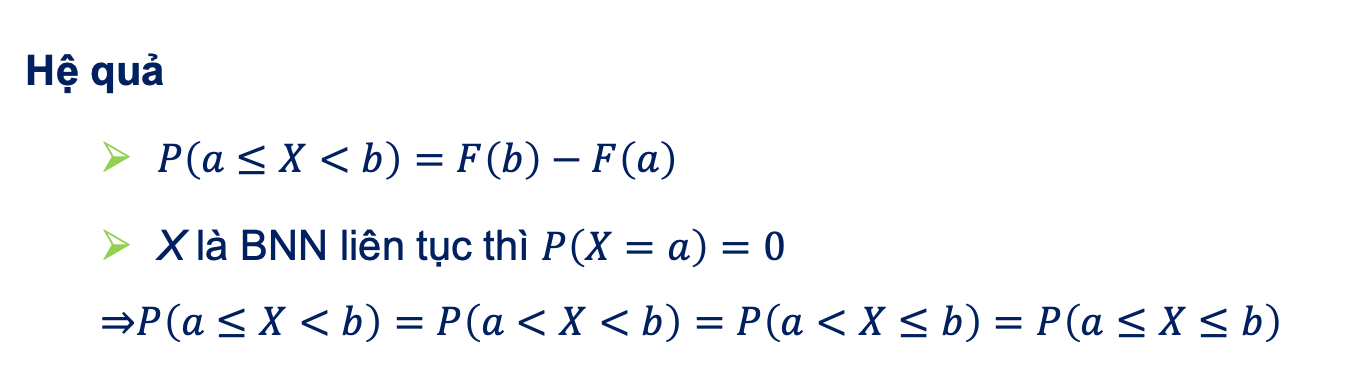 Hệ quả
➢ P(a ≤ X < b) = F(b) − F(a)
➢ X là BNN liên tục thì P(X = a) = 0
⇒P(a ≤ X < b) = P(a < X < b) = P(a < X ≤ b) = P(a ≤ X ≤ b)